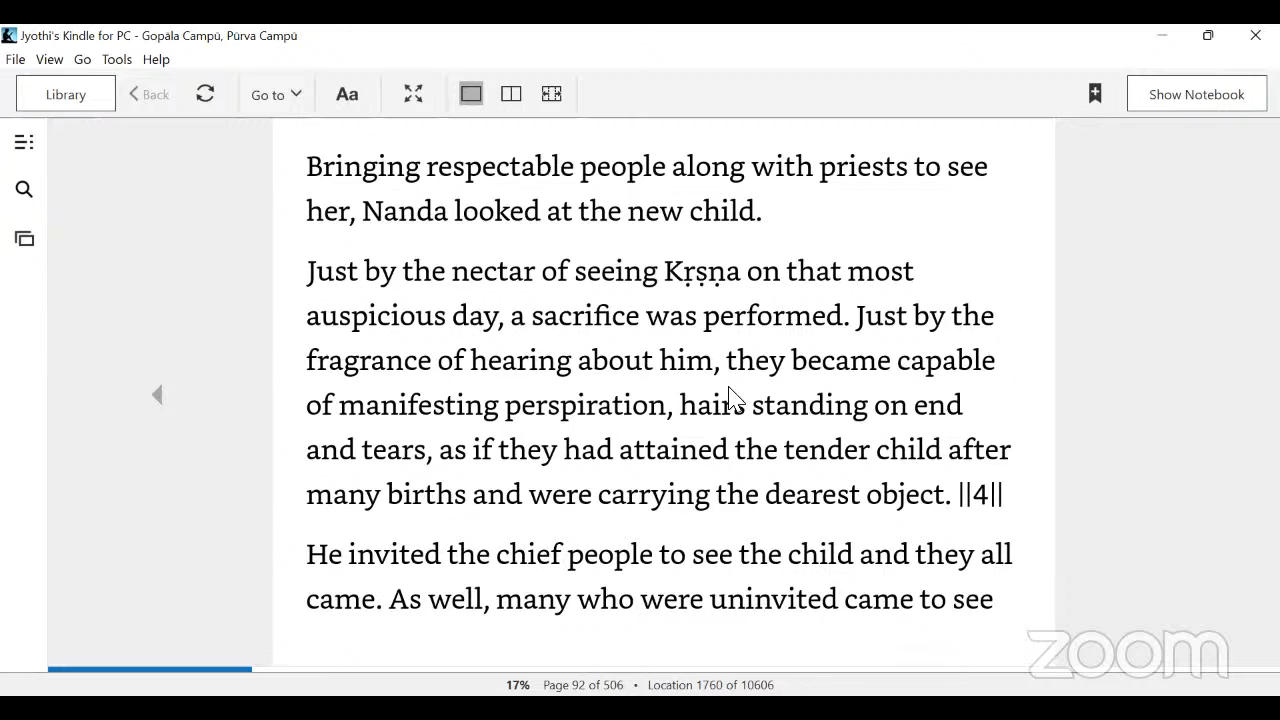 Jyothi's Kindle for PC - Gopāla Campū, Pūrva Campū
File View Go Tools Help
Library Back Go to Aa Show Notebook
Bringing respectable people along with priests to see
her, Nanda looked at the new child.
Just by the nectar of seeing Kṛṣṇa on that most
auspicious day, a sacrifice was performed. Just by the
fragrance of hearing about him, they became capable
of manifesting perspiration, hairs standing on end
and tears, as if they had attained the tender child after
many births and were carrying the dearest object. ||4||
He invited the chief people to see the child and they all
came. As well, many who were uninvited came to see
zoom
17% Page 92 of 506 • Location 1760 of 10606